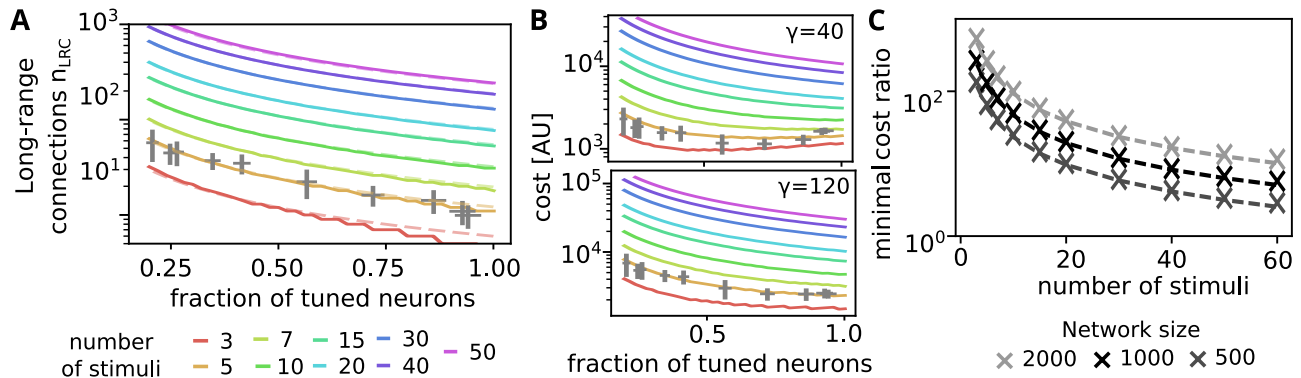 A
Long-range
connections n_LRC
10³
10²
10¹
0.25 0.50 0.75 1.00
fraction of tuned neurons
number
of stimuli
3 7 15 30 50
5 10 20 40
B
cost [AU]
γ=40
10⁴
10³
γ=120
10⁵
10⁴
0.5 1.0
fraction of tuned neurons
C
minimal cost ratio
10²
10⁰
0 20 40 60
number of stimuli
Network size
2000 1000 500